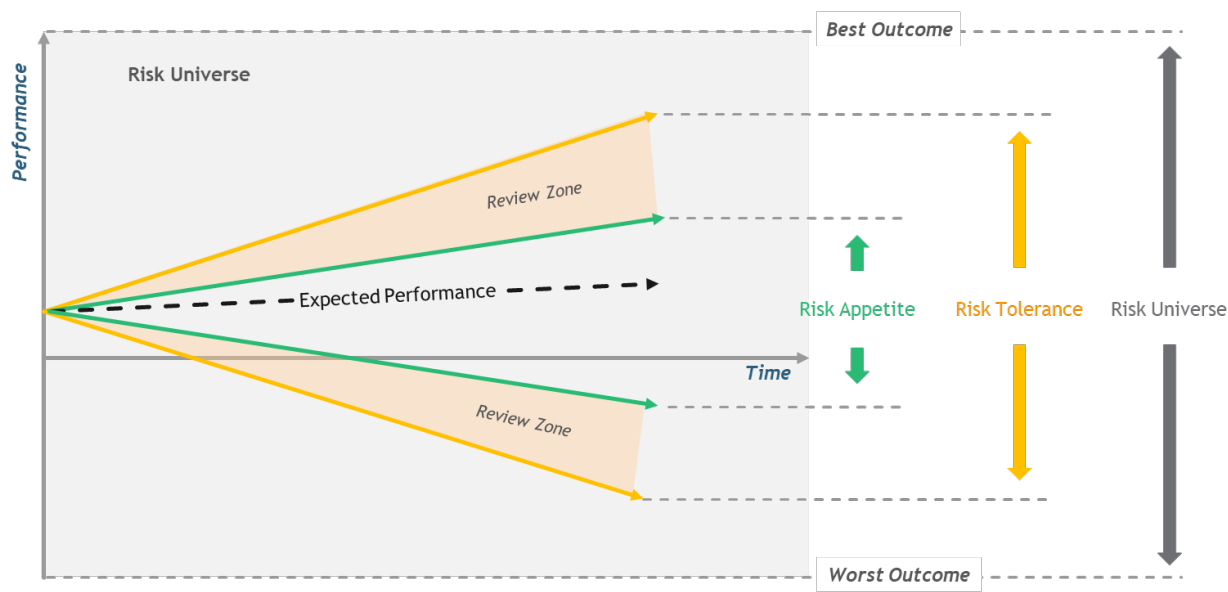 Best Outcome
Risk Universe
Performance
Review Zone
Expected Performance
Risk Appetite
Risk Tolerance
Risk Universe
Time
Review Zone
Worst Outcome